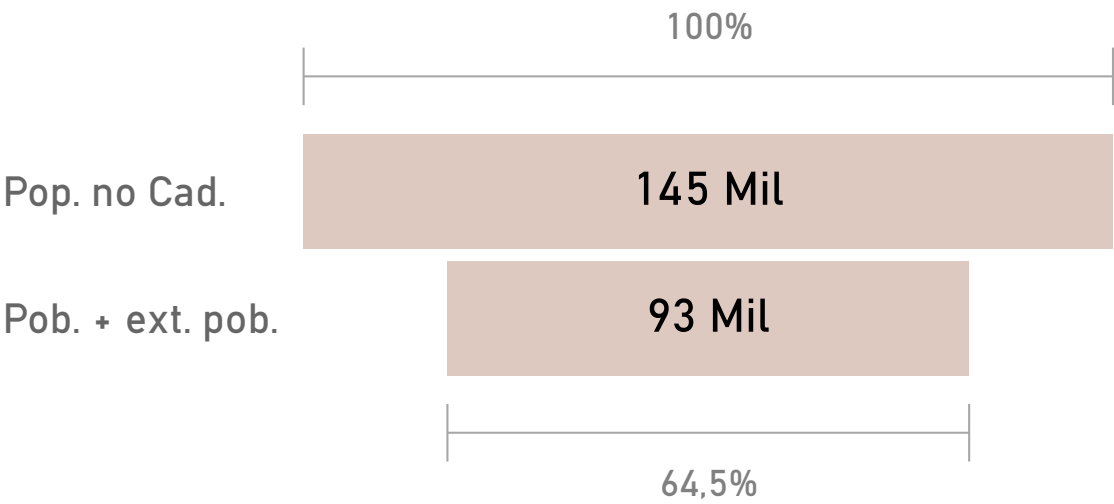 100%
Pop. no Cad.
145 Mil
Pob. + ext. pob.
93 Mil
64,5%